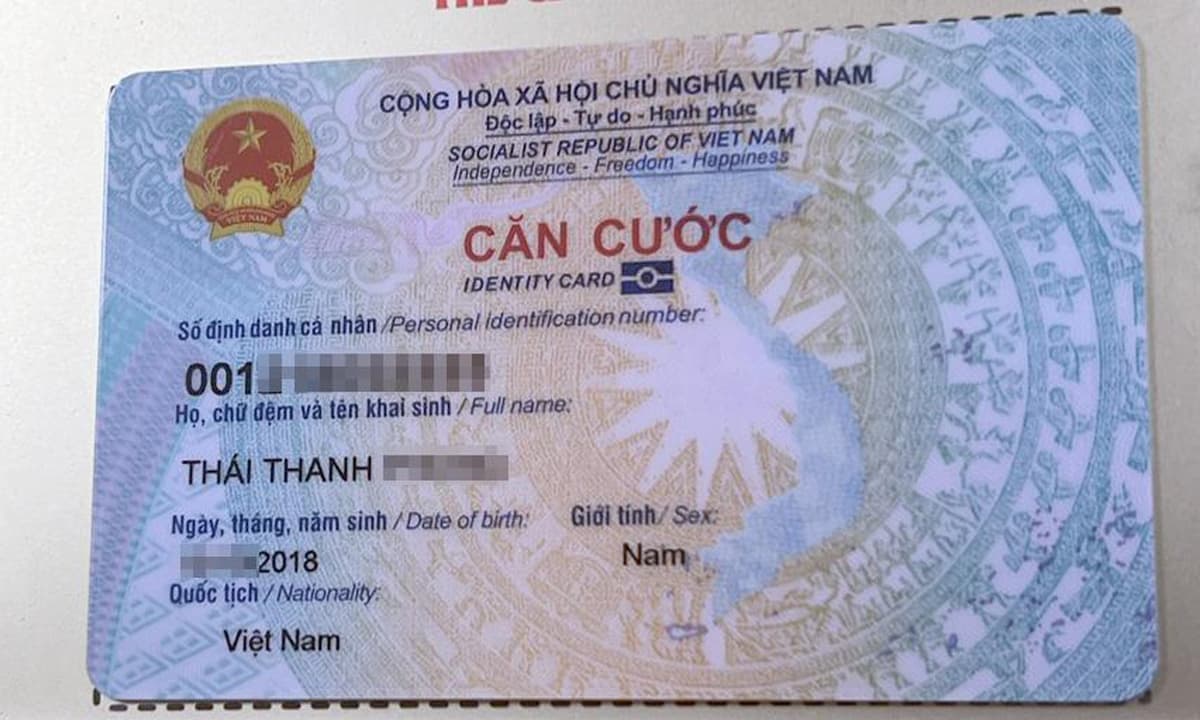 CỘNG HÒA XÃ HỘI CHỦ NGHĨA VIỆT NAM
Độc lập - Tự do - Hạnh phúc
SOCIALIST REPUBLIC OF VIET NAM
Independence - Freedom - Happiness
VIỆT NAM
CĂN CƯỚC
IDENTITY CARD
Số định danh cá nhân /Personal identification number:
001
Họ, chữ đệm và tên khai sinh / Full name:
THÁI THANH
Ngày, tháng, năm sinh / Date of birth: Giới tính/ Sex:
2018 Nam
Quốc tịch / Nationality:
Việt Nam